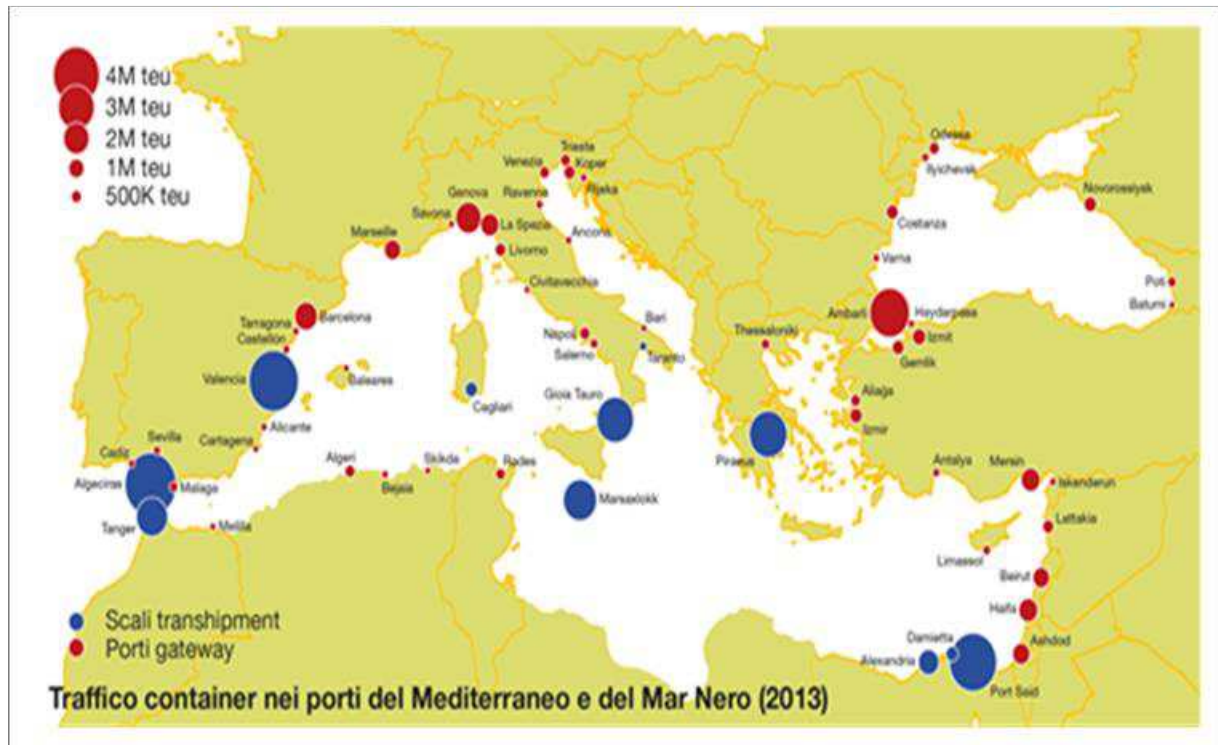 4M teu
3M teu
2M teu
1M teu
500K teu
Odessa
Ilyichevsk
Novorossiysk
Trieste
Venezia
Koper
Rijeka
Ravenna
Genova
Savona
La Spezia
Marseille
Livorno
Ancona
Costanza
Varna
Poti
Batumi
Civitavecchia
Barcelona
Tarragona
Castellón
Valencia
Baleares
Bari
Napoli
Salerno
Taranto
Thessaloniki
Ambarli
Haydarpasa
Izmit
Gemlik
Aliaga
Izmir
Cagliari
Gioia Tauro
Piraeus
Alicante
Cartagena
Sevilla
Cadiz
Algeciras
Malaga
Tanger
Melilla
Algeri
Bejaia
Skikda
Rades
Marsaxlokk
Antalya
Mersin
Iskenderun
Lattakia
Limassol
Beirut
Haifa
Ashdod
Damietta
Alexandria
Port Said
Scali transhipment
Porti gateway
Traffico container nei porti del Mediterraneo e del Mar Nero (2013)